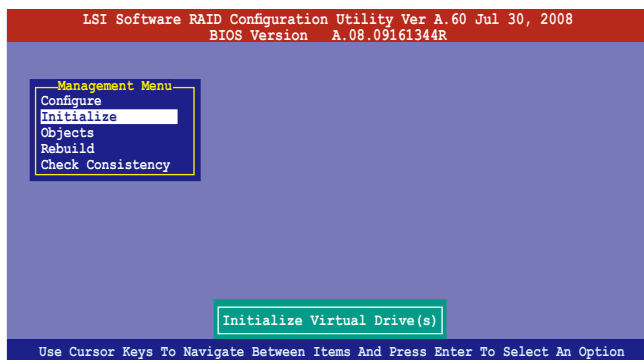 LSI Software RAID Configuration Utility Ver A.60 Jul 30, 2008
BIOS Version A.08.09161344R
Management Menu
Configure
Initialize
Objects
Rebuild
Check Consistency
Initialize Virtual Drive(s)
Use Cursor Keys To Navigate Between Items And Press Enter To Select An Option